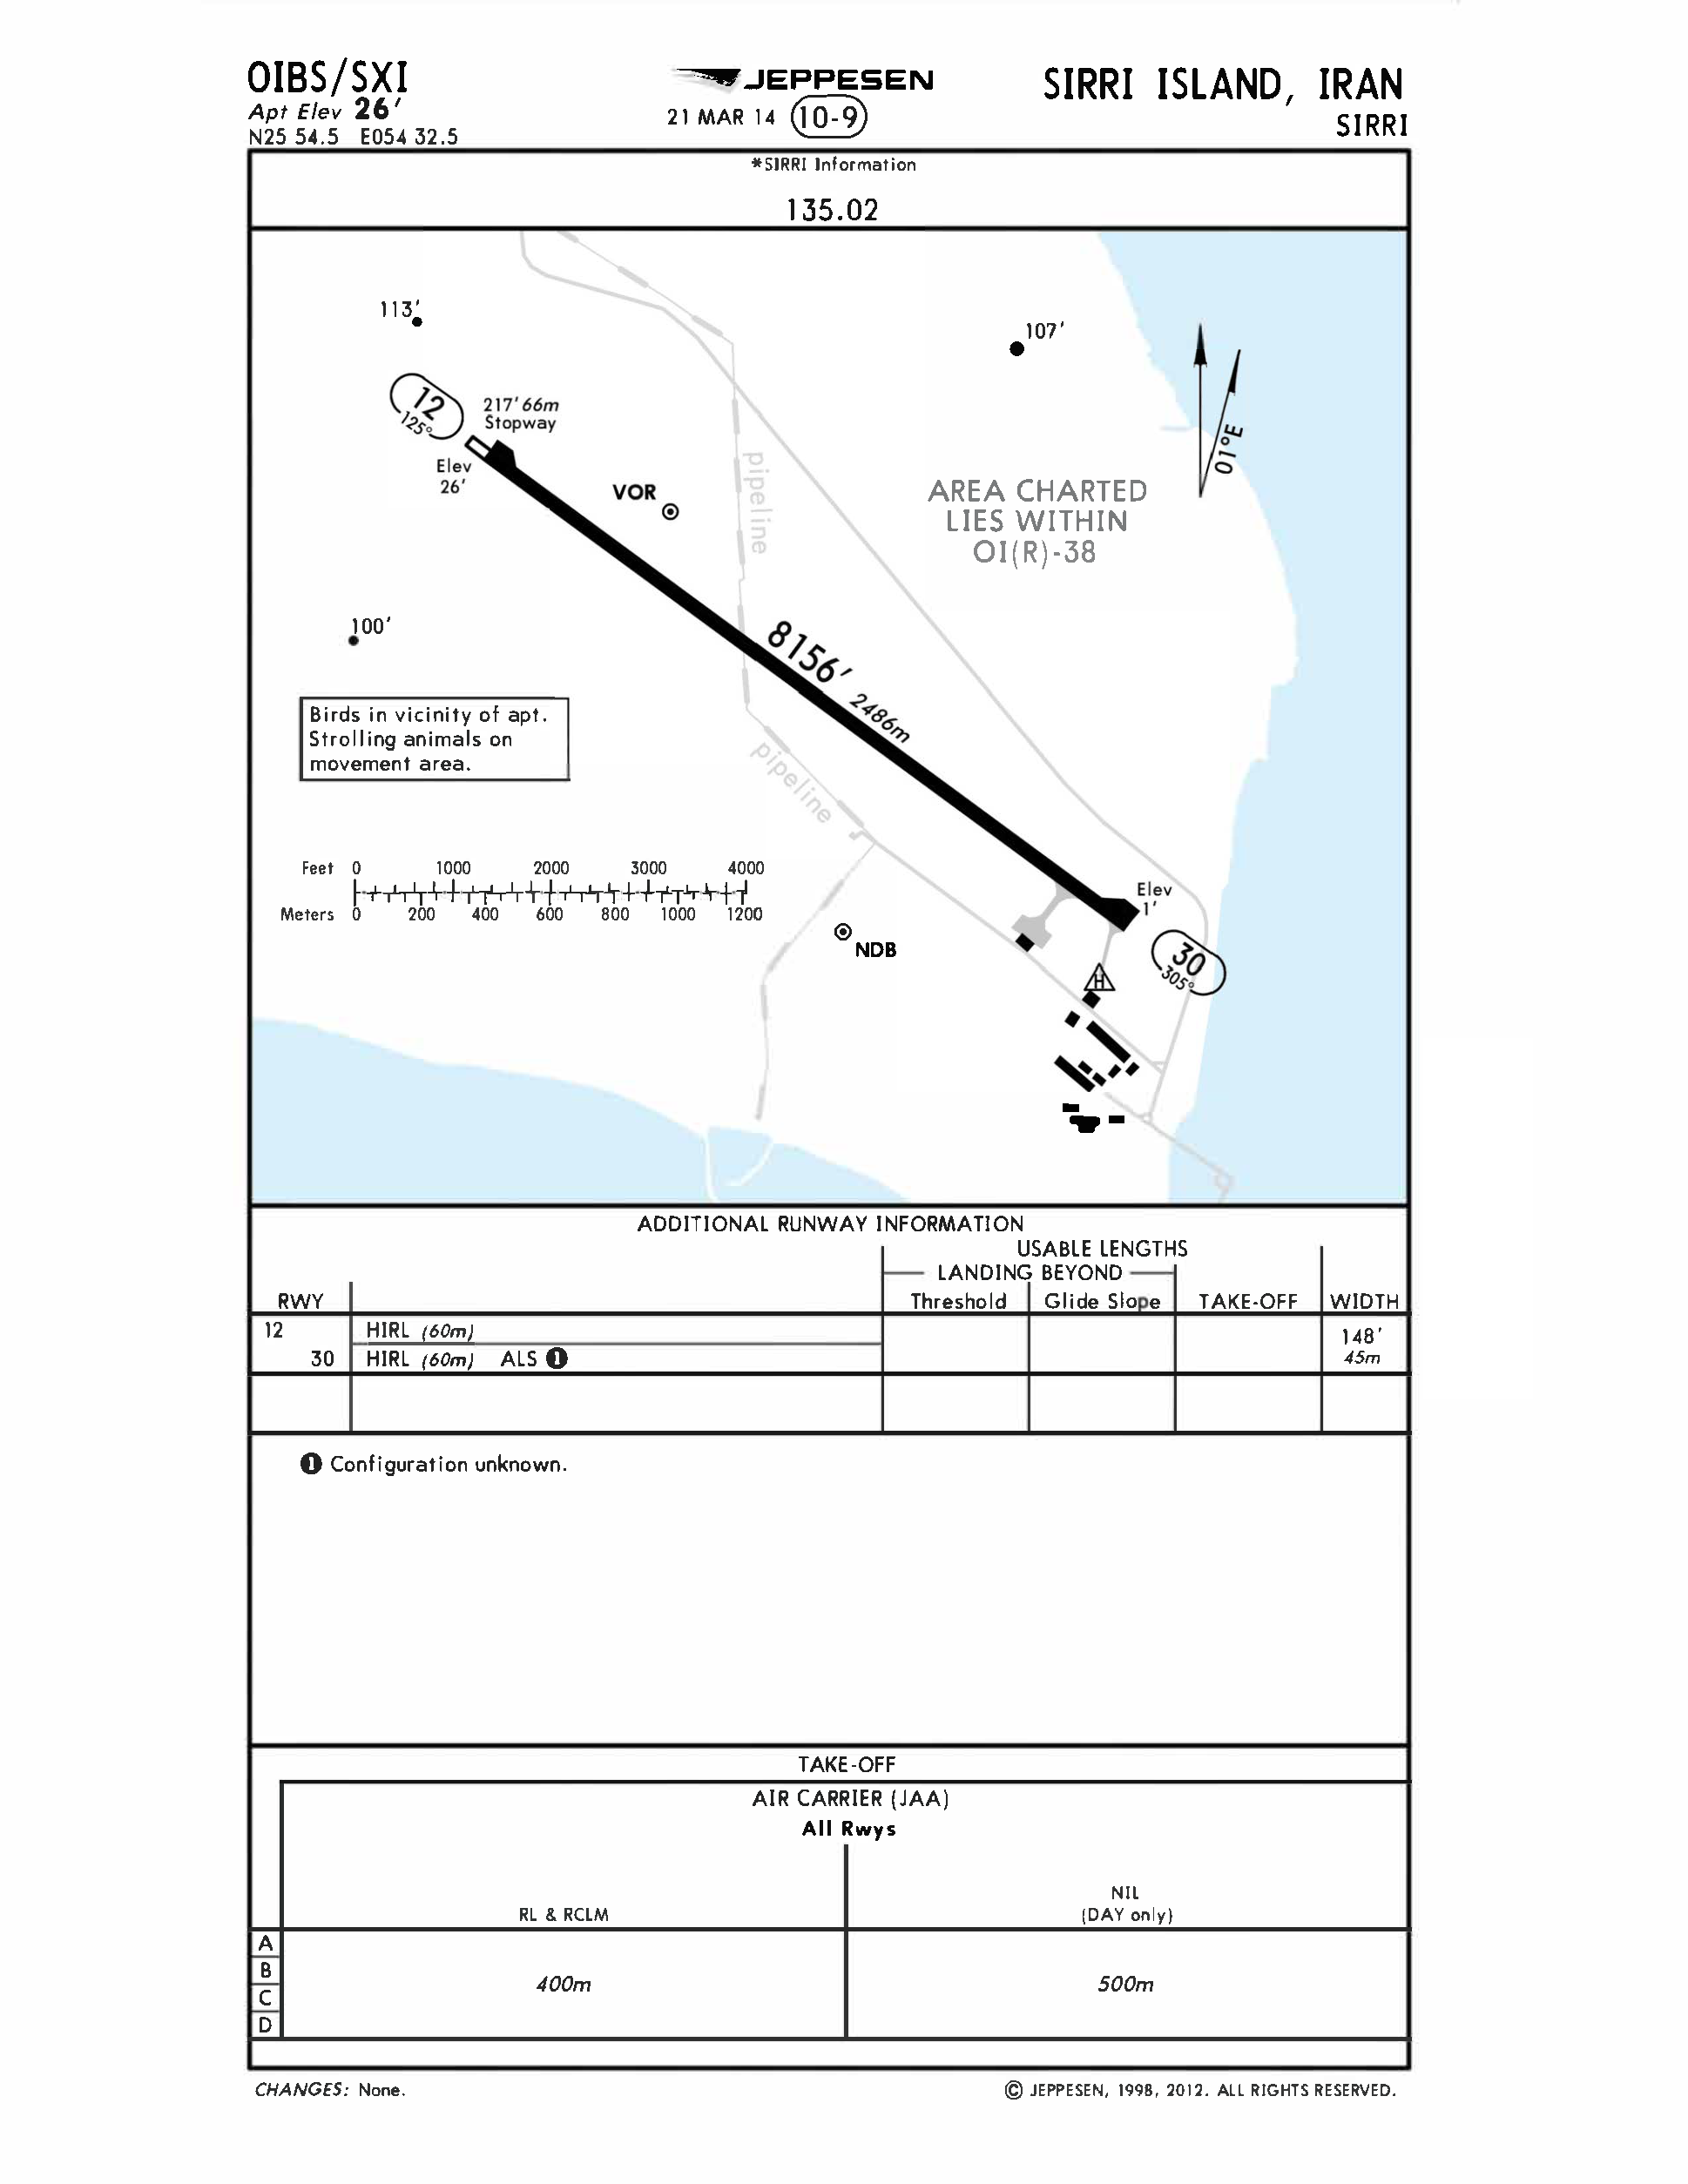 OIBS/SXI
Apt Elev 26'
N25 54.5 E054 32.5
JEPPESEN
21 MAR 14 10-9
SIRRI ISLAND, IRAN
SIRRI
*SIRRI Information
135.02
113'
107'
12
125°
217' 66m
Stopway
Elev
26'
VOR
pipeline
01°E
AREA CHARTED
LIES WITHIN
OI(R)-38
100'
8156' 2486m
Birds in vicinity of apt.
Strolling animals on
movement area.
pipeline
Feet 0 1000 2000 3000 4000
Meters 0 200 400 600 800 1000 1200
Elev
1'
NDB
30
305°
H
ADDITIONAL RUNWAY INFORMATION
USABLE LENGTHS
LANDING BEYOND
RWY Threshold Glide Slope TAKE-OFF WIDTH
12 HIRL (60m) 148'
30 HIRL (60m) ALS 1 45m
1 Configuration unknown.
TAKE-OFF
AIR CARRIER (JAA)
All Rwys
NIL
RL & RCLM (DAY only)
A
B
400m 500m
C
D
CHANGES: None.
© JEPPESEN, 1998, 2012. ALL RIGHTS RESERVED.